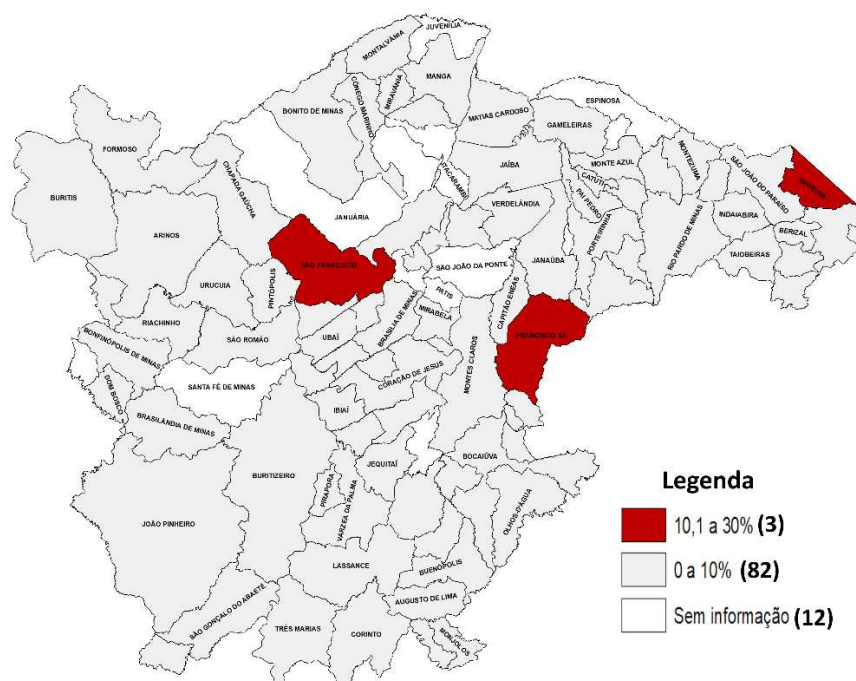 JUVENÍLIA
MONTALVÂNIA
MANGA
MIRAVÂNIA
CÔNEGO MARINHO
BONITO DE MINAS
ESPINOSA
MATIAS CARDOSO
GAMELEIRAS
FORMOSO
MONTEZUMA
SÃO JOÃO DO PARAÍSO
MONTE AZUL
JAÍBA
ITACARAMBI
CATUTI
CHAPADA GAÚCHA
BURITIS
PAI PEDRO
VERDELÂNDIA
JANUÁRIA
PORTEIRINHA
RIO PARDO DE MINAS
INDAIABIRA
BERIZAL
ARINOS
TAIOBEIRAS
SÃO FRANCISCO
SÃO JOÃO DA PONTE
JANAÚBA
URUCUIA
PINTÓPOLIS
PATIS
CAPITÃO ENÉAS
MIRABELA
BRASÍLIA DE MINAS
RIACHINHO
SÃO ROMÃO
UBAÍ
FRANCISCO SÁ
BONFINÓPOLIS DE MINAS
MONTES CLAROS
CORAÇÃO DE JESUS
SANTA FÉ DE MINAS
DOM BOSCO
BRASILÂNDIA DE MINAS
IBIAÍ
BOCAIÚVA
JEQUITAÍ
BURITIZEIRO
PIRAPORA
VÁRZEA DA PALMA
OLHOS-D'ÁGUA
JOÃO PINHEIRO
LASSANCE
BUENÓPOLIS
AUGUSTO DE LIMA
SÃO GONÇALO DO ABAETÉ
TRÊS MARIAS
CORINTO
MONJOLOS
Legenda
10,1 a 30% (3)
0 a 10% (82)
Sem informação (12)